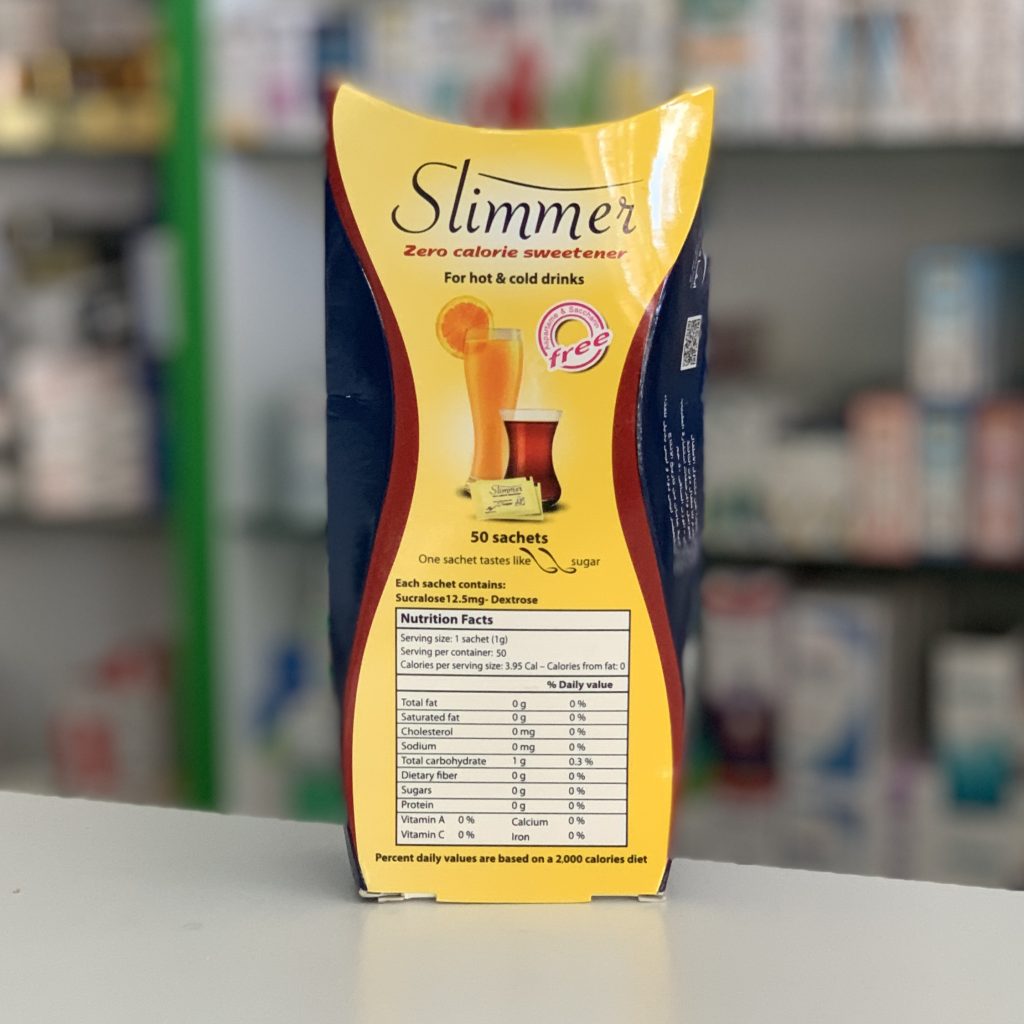 Slimmer
Zero calorie sweetener
For hot & cold drinks
Aspartame & Saccharin
free
Slimmer
50 sachets
One sachet tastes like sugar
Each sachet contains:
Sucralose12.5mg- Dextrose
Nutrition Facts
Serving size: 1 sachet (1g)
Serving per container: 50
Calories per serving size: 3.95 Cal – Calories from fat: 0
% Daily value
Total fat 0 g 0 %
Saturated fat 0 g 0 %
Cholesterol 0 mg 0 %
Sodium 0 mg 0 %
Total carbohydrate 1 g 0.3 %
Dietary fiber 0 g 0 %
Sugars 0 g 0 %
Protein 0 g 0 %
Vitamin A 0 % Calcium 0 %
Vitamin C 0 % Iron 0 %
Percent daily values are based on a 2,000 calories diet